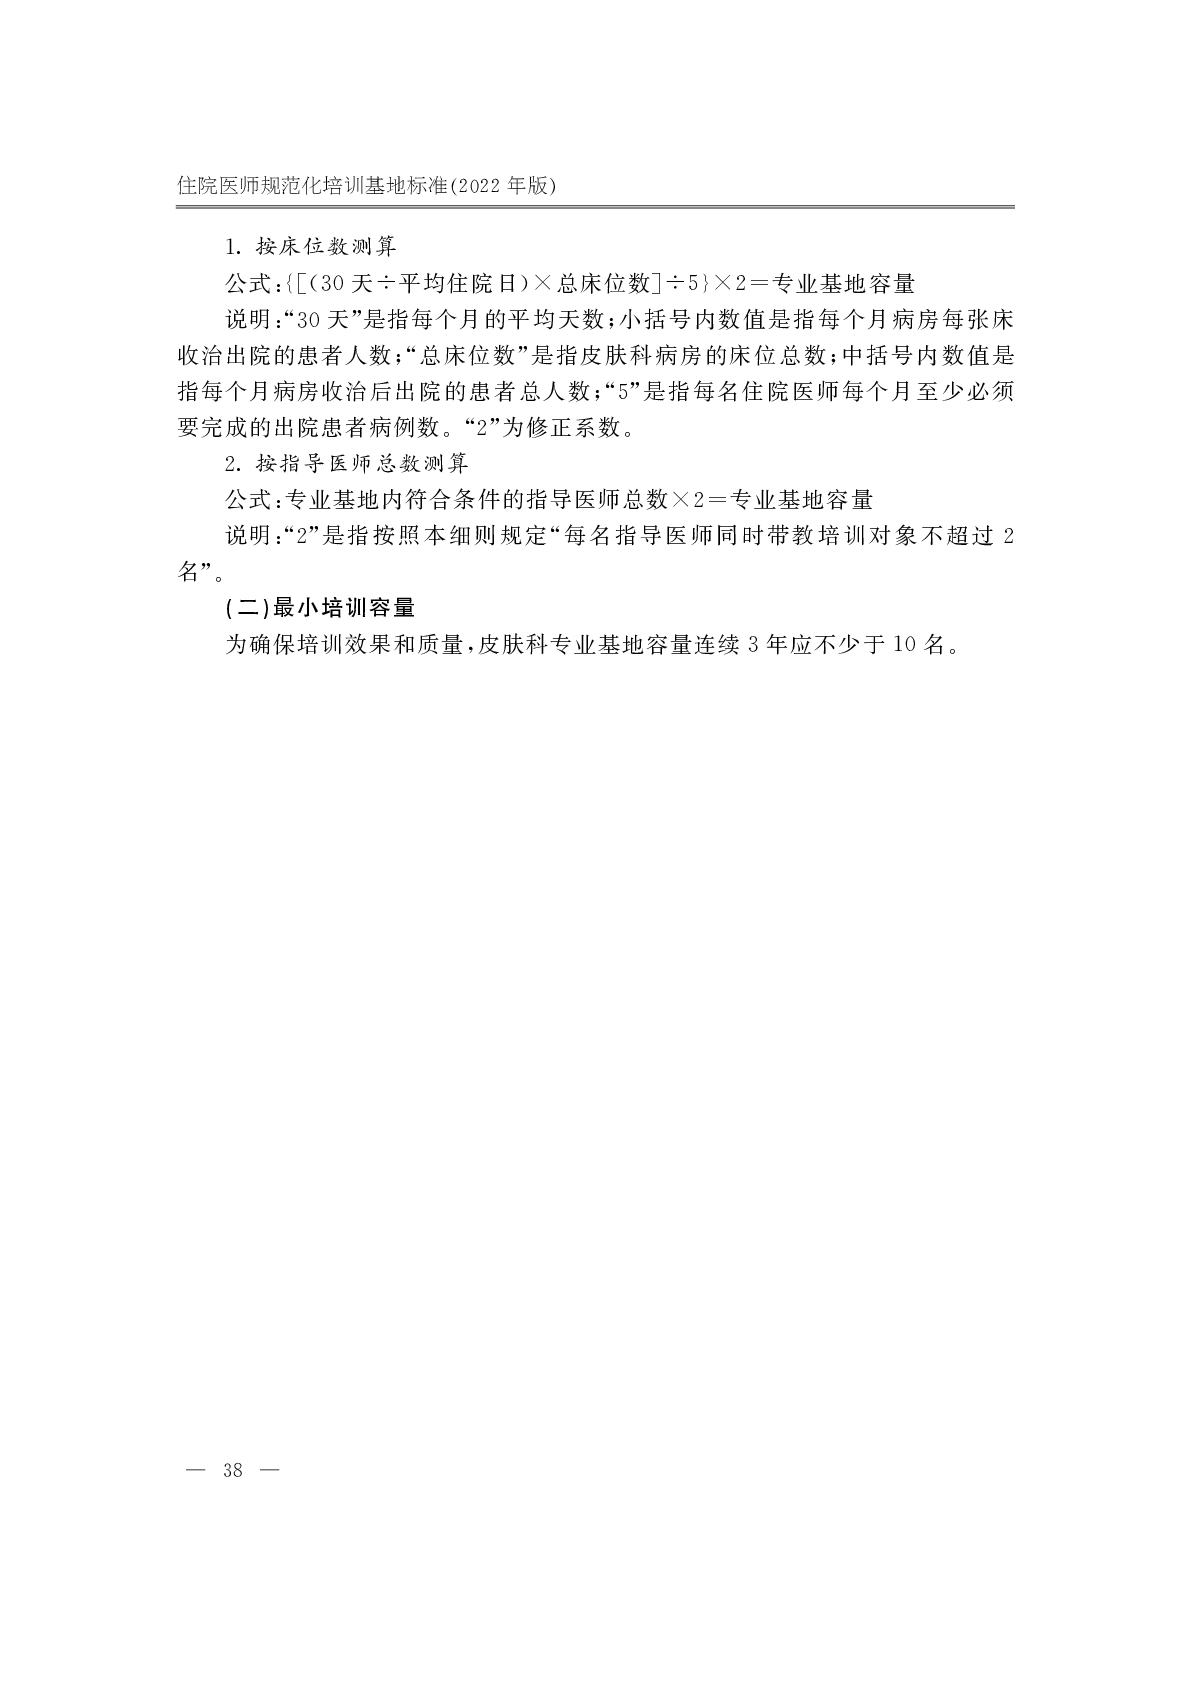 住院医师规范化培训基地标准(2022 年版)
1. 按床位数测算
公式:{[(30 天÷平均住院日)×总床位数]÷5}×2=专业基地容量
说明:“30 天”是指每个月的平均天数;小括号内数值是指每个月病房每张床
收治出院的患者人数;“总床位数”是指皮肤科病房的床位总数;中括号内数值是
指每个月病房收治后出院的患者总人数;“5”是指每名住院医师每个月至少必须
要完成的出院患者病例数。“2”为修正系数。
2. 按指导医师总数测算
公式:专业基地内符合条件的指导医师总数×2=专业基地容量
说明:“2”是指按照本细则规定“每名指导医师同时带教培训对象不超过 2
名”。
(二)最小培训容量
为确保培训效果和质量,皮肤科专业基地容量连续 3 年应不少于 10 名。
— 38 —